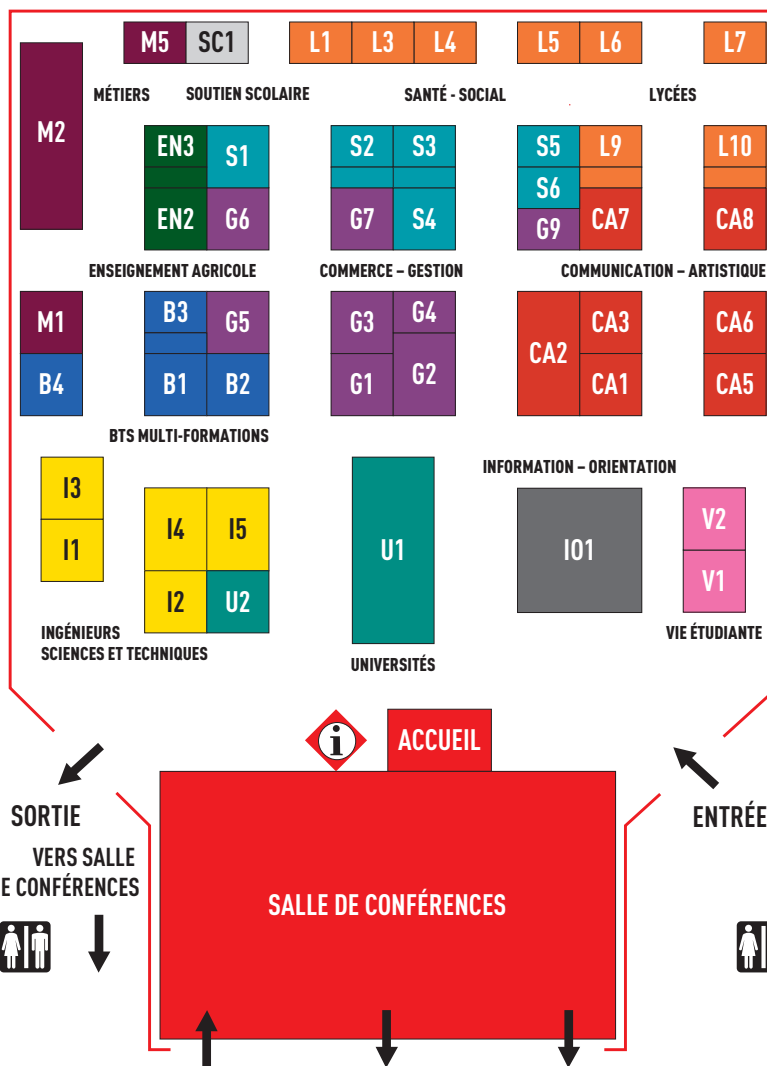 M5 SC1 L1 L3 L4 L5 L6 L7
M2
MÉTIERS SOUTIEN SCOLAIRE SANTÉ - SOCIAL LYCÉES
EN3 S1 S2 S3 S5 L9 L10
S6
EN2 G6 G7 S4 G9 CA7 CA8
ENSEIGNEMENT AGRICOLE COMMERCE – GESTION COMMUNICATION – ARTISTIQUE
M1 B3 G5 G3 G4 CA2 CA3 CA6
B4 B1 B2 G1 G2 CA1 CA5
BTS MULTI-FORMATIONS
INFORMATION – ORIENTATION
I3 I4 I5 U1 IO1 V2
I1 I2 U2 V1
INGÉNIEURS
SCIENCES ET TECHNIQUES
VIE ÉTUDIANTE
UNIVERSITÉS
i ACCUEIL
SORTIE ENTRÉE
VERS SALLE
E CONFÉRENCES
SALLE DE CONFÉRENCES